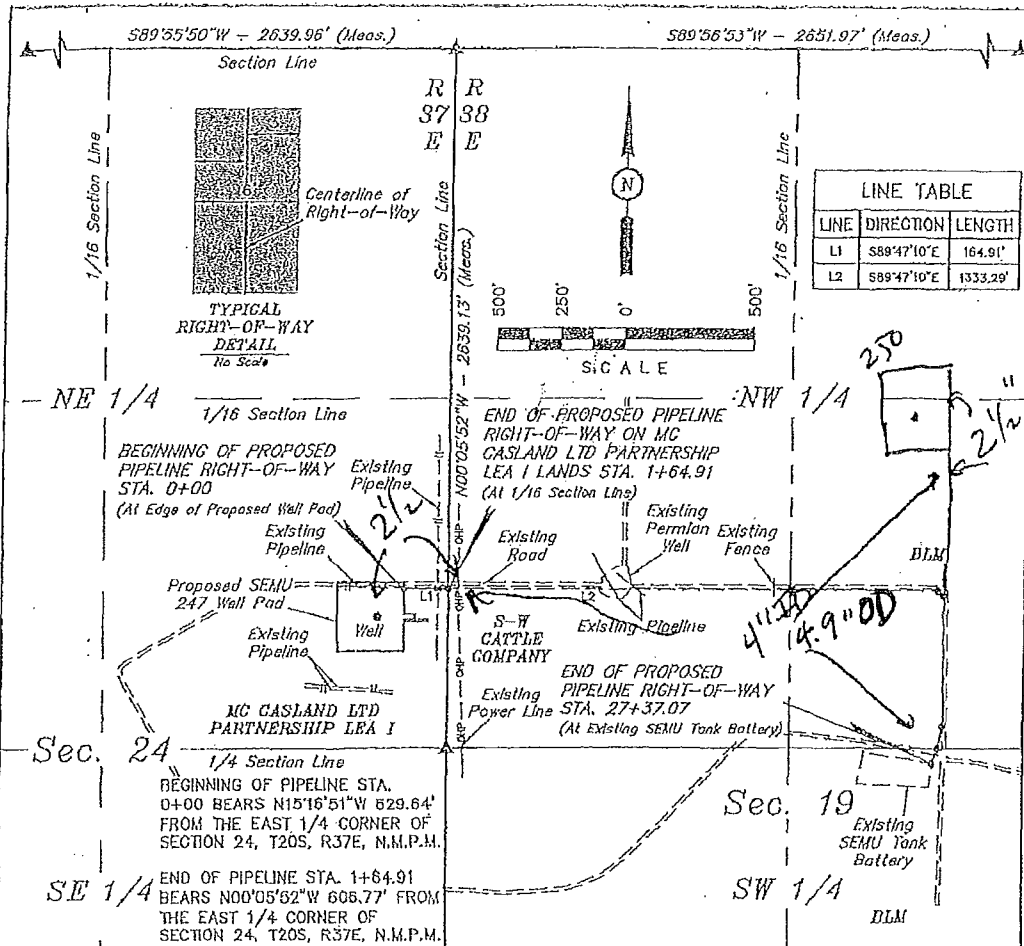 S89°55'50"W - 2639.96' (Meas.)
Section Line
S89°56'53"W - 2651.97' (Meas.)
R R
37 38
E E
1/16 Section Line
Centerline of
Right-of-Way
TYPICAL
RIGHT-OF-WAY
DETAIL
No Scale
Section Line
N00°05'52"W - 2639.13' (Meas.)
N
500' 250' 0' 500'
SCALE
1/16 Section Line
LINE TABLE
LINE DIRECTION LENGTH
L1 S89°47'10"E 164.91'
L2 S89°47'10"E 1333.29'
250
2 1/2"
NE 1/4
1/16 Section Line
NW 1/4
BEGINNING OF PROPOSED
PIPELINE RIGHT-OF-WAY
STA. 0+00
(At Edge of Proposed Well Pad)
Existing
Pipeline
END OF PROPOSED PIPELINE
RIGHT-OF-WAY ON MC
CASLAND LTD PARTNERSHIP
LEA I LANDS STA. 1+64.91
(At 1/16 Section Line)
2 1/2
Existing
Pipeline
Existing
Road
Existing
Permian
Well
Existing
Fence
BLM
Proposed SEMU
247 Well Pad
Well
L1
L2
Existing Pipeline
4" ID
4.9" OD
OHP
OHP
OHP
OHP
S-W
CATTLE
COMPANY
Existing
Pipeline
MC CASLAND LTD
PARTNERSHIP LEA I
Existing
Power Line
END OF PROPOSED
PIPELINE RIGHT-OF-WAY
STA. 27+37.07
(At Existing SEMU Tank Battery)
Sec. 24
1/4 Section Line
BEGINNING OF PIPELINE STA.
0+00 BEARS N15°16'51"W 629.64'
FROM THE EAST 1/4 CORNER OF
SECTION 24, T20S, R37E, N.M.P.M.
Sec. 19
Existing
SEMU Tank
Battery
SE 1/4
END OF PIPELINE STA. 1+64.91
BEARS N00°05'52"W 606.77' FROM
THE EAST 1/4 CORNER OF
SECTION 24, T20S, R37E, N.M.P.M.
SW 1/4
BLM